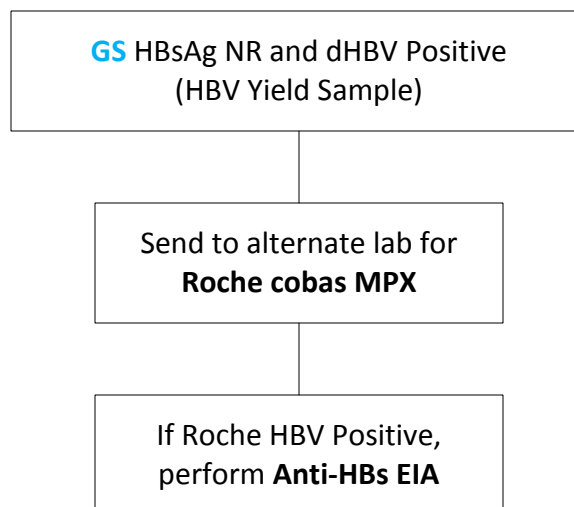 GS HBsAg NR and dHBV Positive
(HBV Yield Sample)
Send to alternate lab for
Roche cobas MPX
If Roche HBV Positive,
perform Anti-HBs EIA